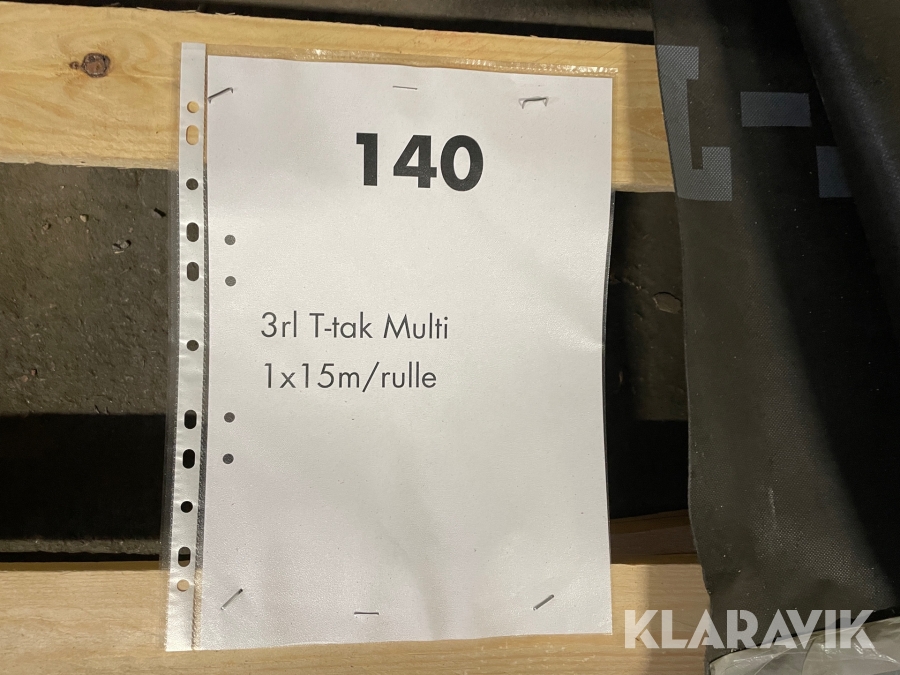 140
3rl T-tak Multi
1x15m/rulle
KLARAVIK